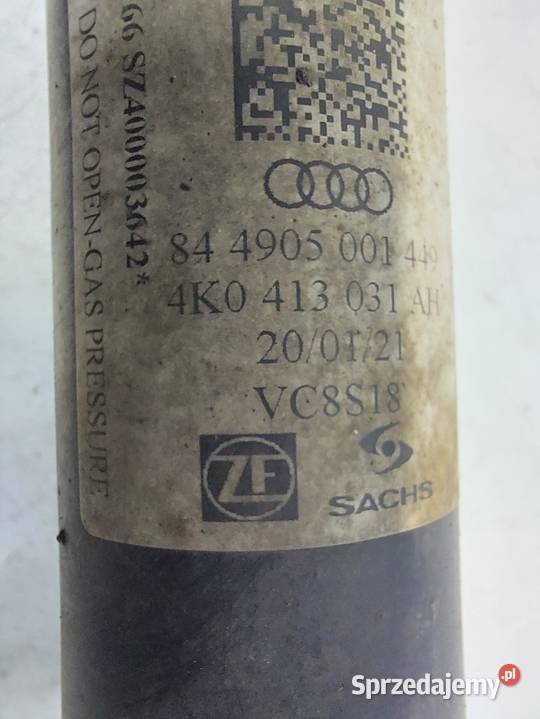 66 SZA00003642*
DO NOT OPEN-GAS PRESSURE
84 4905 001 449
4K0 413 031 AH
20/01/21
VC8S18
ZF
SACHS
Sprzedajemy.pl